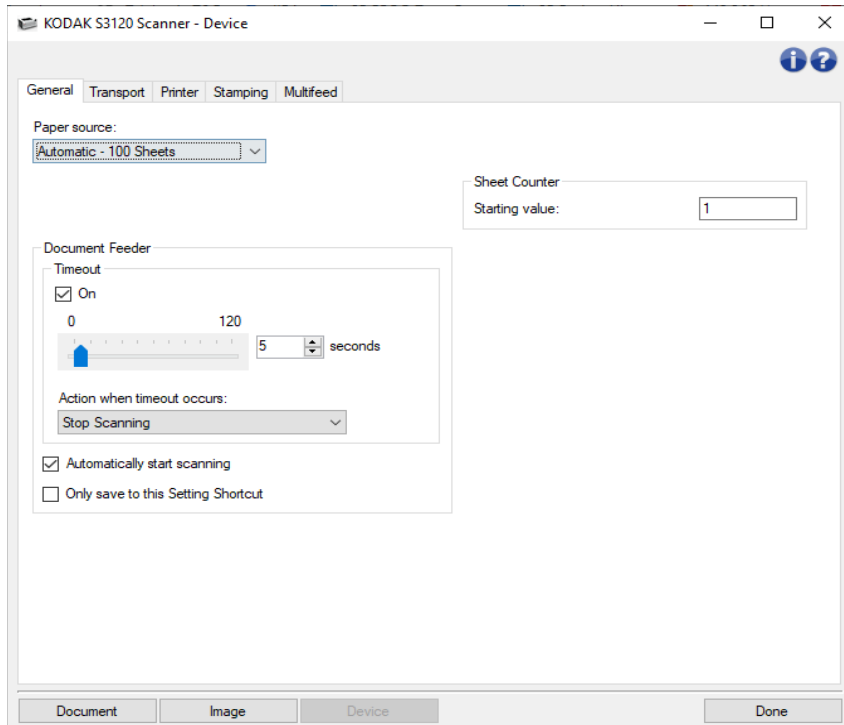 KODAK S3120 Scanner - Device
General Transport Printer Stamping Multifeed
Paper source:
Automatic - 100 Sheets
Sheet Counter
Starting value: 1
Document Feeder
Timeout
On
0 120
5 seconds
Action when timeout occurs:
Stop Scanning
Automatically start scanning
Only save to this Setting Shortcut
Document Image Device Done